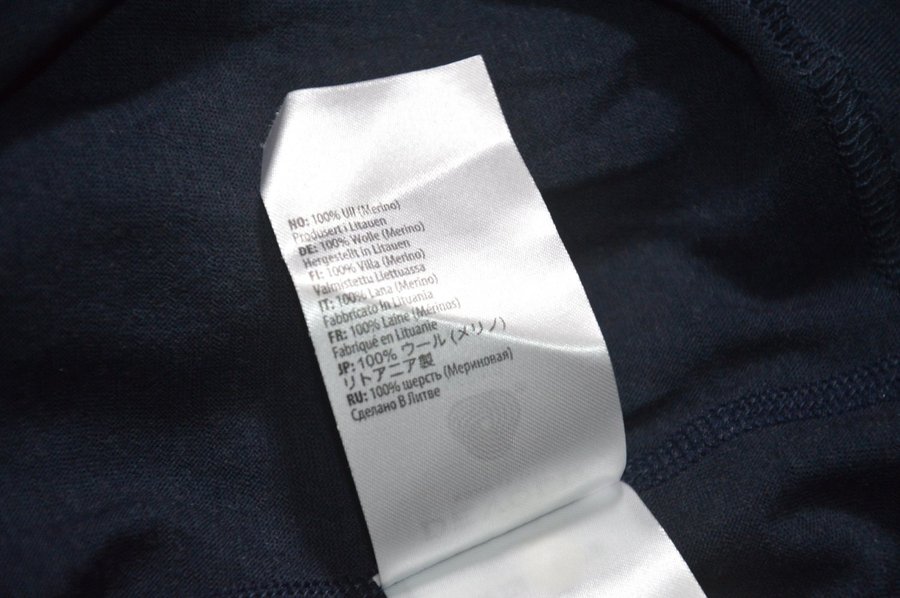 NO: 100% Ull (Merino)
Produsert i Litauen
DE: 100% Wolle (Merino)
Hergestellt in Litauen
FI: 100% Villa (Merino)
Valmistettu Liettuassa
IT: 100% Lana (Merino)
Fabbricato In Lituania
FR: 100% Laine (Mérinos)
Fabriqué en Lituanie
JP: 100% ウール (メリノ)
リトアニア製
RU: 100% шерсть (Мериновая)
Сделано В Литве